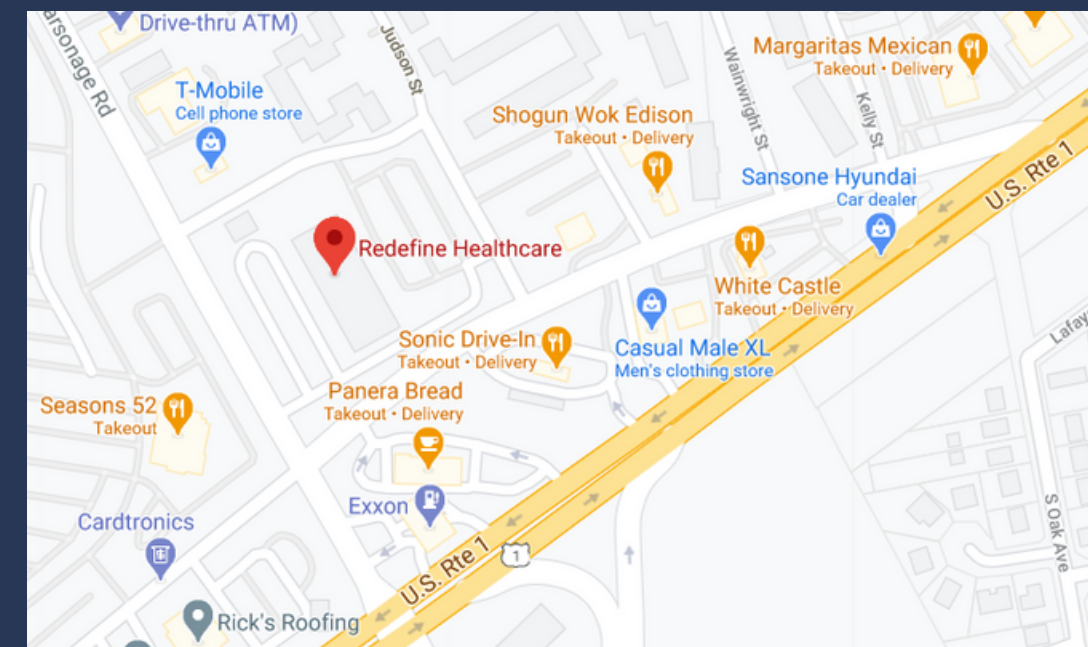 Drive-thru ATM)
arsonage Rd
Judson St
T-Mobile
Cell phone store
Margaritas Mexican
Takeout • Delivery
Wainwright St
Kelly St
Shogun Wok Edison
Takeout • Delivery
U.S. Rte 1
Sansone Hyundai
Car dealer
Redefine Healthcare
White Castle
Takeout • Delivery
Sonic Drive-In
Takeout • Delivery
Casual Male XL
Men's clothing store
Lafay
Panera Bread
Takeout • Delivery
Seasons 52
Takeout
Exxon
Cardtronics
S Oak Ave
U.S. Rte 1
1
Rick's Roofing